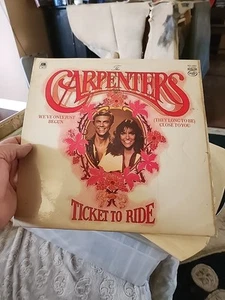 CARPENTERS
WE'VE ONLY JUST
BEGUN
(THEY LONG TO BE)
CLOSE TO YOU
TICKET TO RIDE